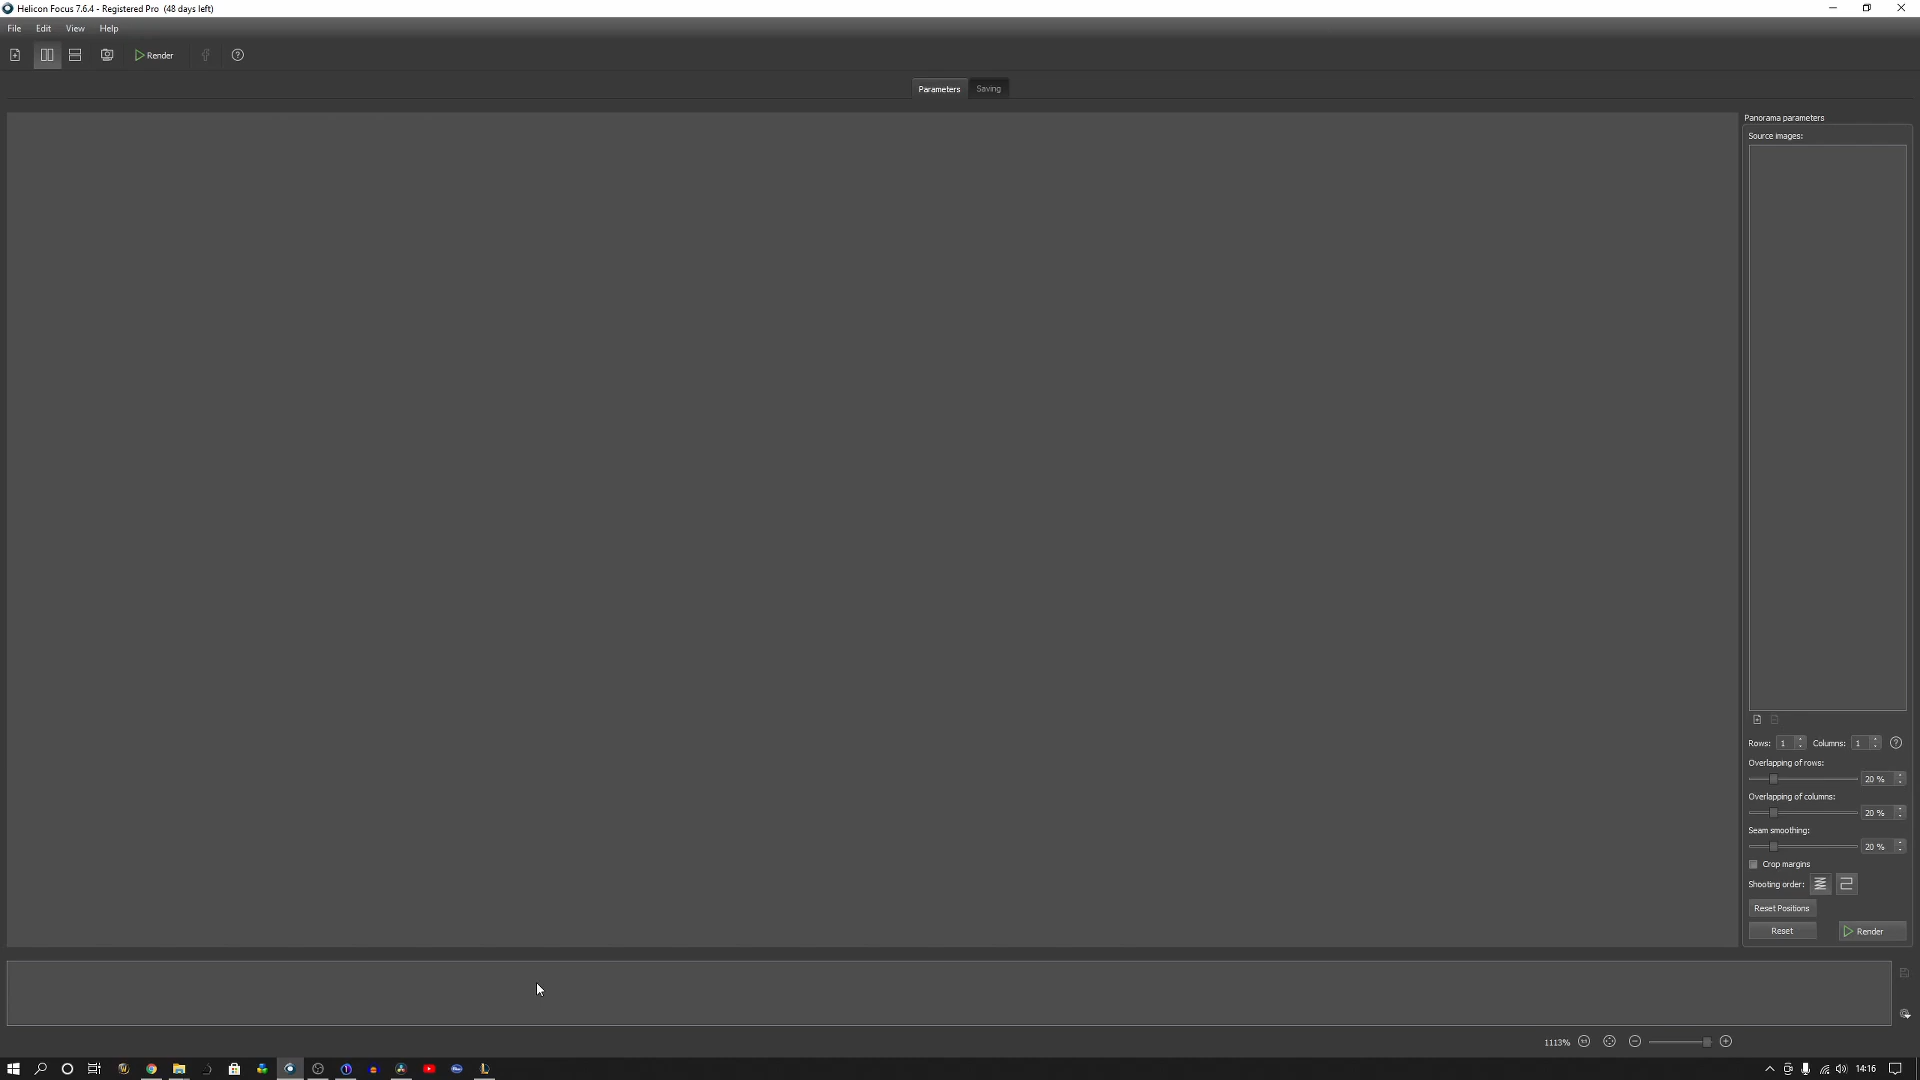 Helicon Focus 7.6.4 - Registered Pro (48 days left)
File Edit View Help
Render
Parameters Saving
Panorama parameters
Source images:
Rows: 1 Columns: 1
Overlapping of rows:
20 %
Overlapping of columns:
20 %
Seam smoothing:
20 %
Crop margins
Shooting order:
Reset Positions
Reset Render
1113%
14:16